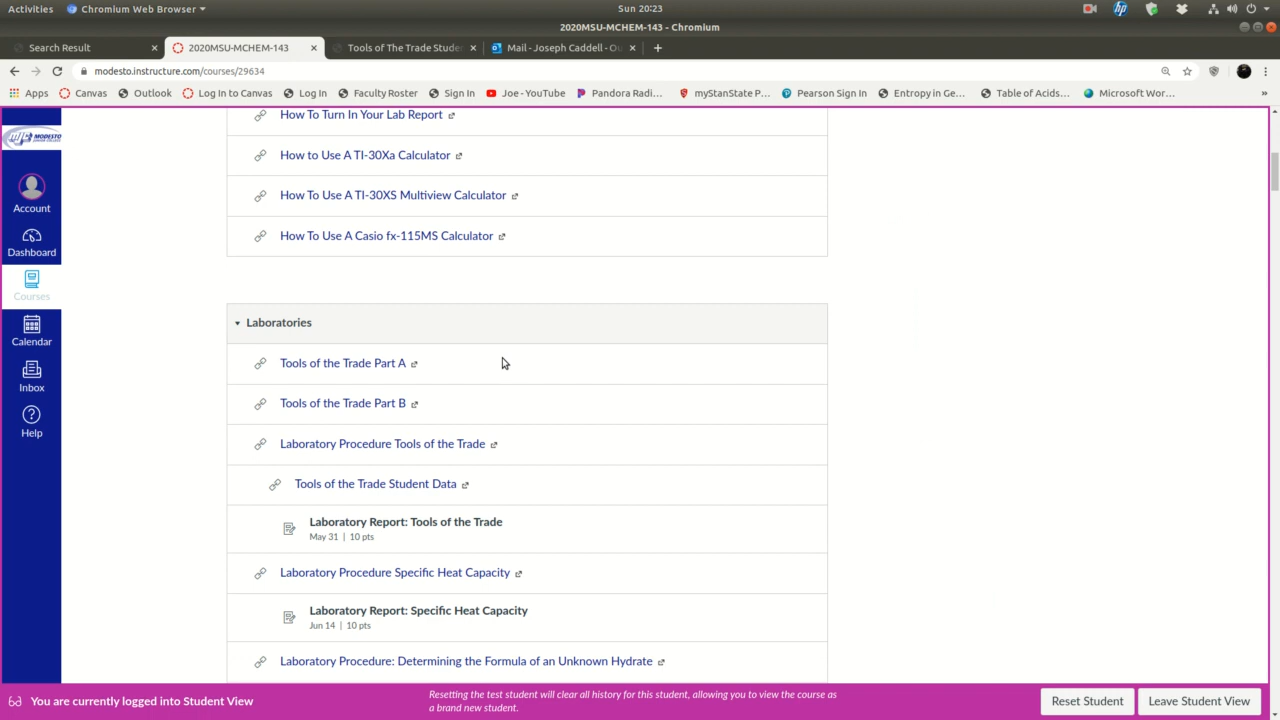 Activities
Chromium Web Browser
Sun 20:23
2020MSU-MCHEM-143 - Chromium
Search Result
2020MSU-MCHEM-143
Tools of The Trade Stude
Mail - Joseph Caddell - Ou
modesto.instructure.com/courses/29634
Apps
Canvas
Outlook
Log In
Log In to Canvas
Faculty Roster
Sign In
Joe - YouTube
Pandora Radi...
myStanState P...
Pearson Sign In
Entropy in Ge...
Table of Acids...
Microsoft Wor...
MJC MODESTO
Account
Dashboard
Courses
Calendar
Inbox
Help
How To Turn In Your Lab Report
How to Use A TI-30Xa Calculator
How To Use A TI-30XS Multiview Calculator
How To Use A Casio fx-115MS Calculator
Laboratories
Tools of the Trade Part A
Tools of the Trade Part B
Laboratory Procedure Tools of the Trade
Tools of the Trade Student Data
Laboratory Report: Tools of the Trade
May 31 | 10 pts
Laboratory Procedure Specific Heat Capacity
Laboratory Report: Specific Heat Capacity
Jun 14 | 10 pts
Laboratory Procedure: Determining the Formula of an Unknown Hydrate
You are currently logged into Student View
Resetting the test student will clear all history for this student, allowing you to view the course as
a brand new student.
Reset Student
Leave Student View